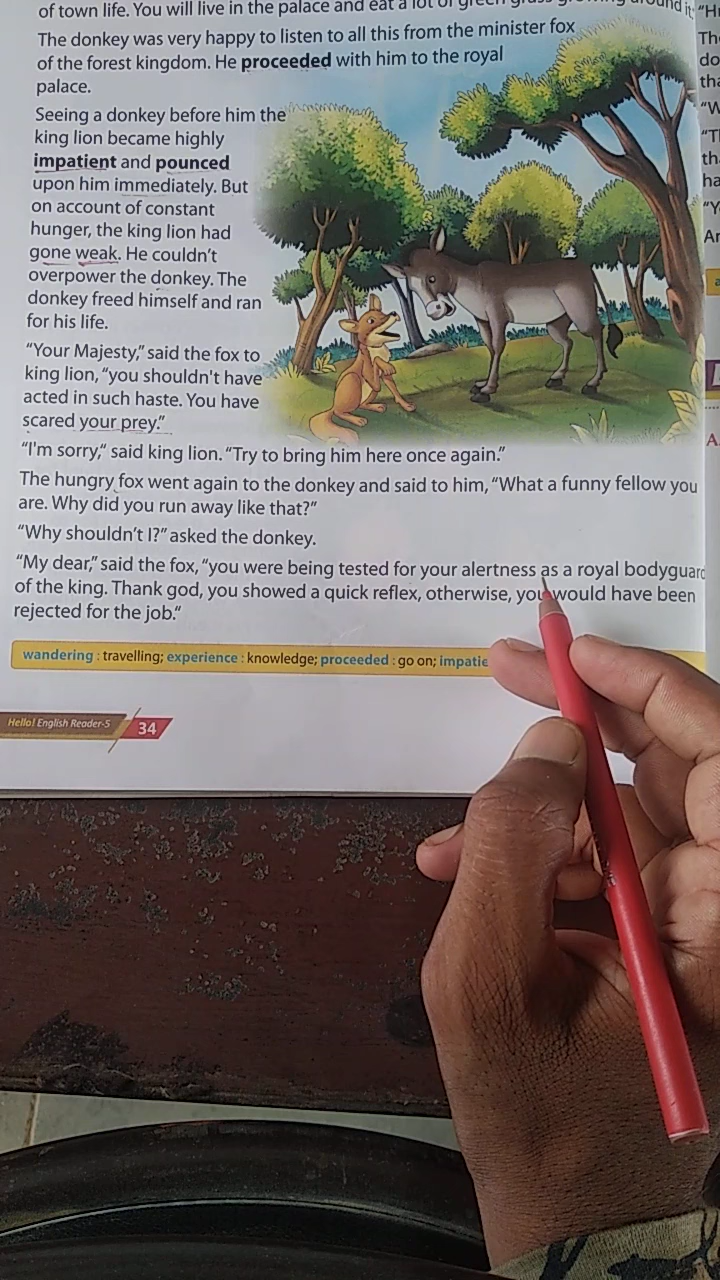 of town life. You will live in the palace and eat a lot of green grass growing around it."
The donkey was very happy to listen to all this from the minister fox
of the forest kingdom. He proceeded with him to the royal
palace.
Seeing a donkey before him the
king lion became highly
impatient and pounced
upon him immediately. But
on account of constant
hunger, the king lion had
gone weak. He couldn't
overpower the donkey. The
donkey freed himself and ran
for his life.
"Your Majesty," said the fox to
king lion, "you shouldn't have
acted in such haste. You have
scared your prey."
"I'm sorry," said king lion. "Try to bring him here once again."
The hungry fox went again to the donkey and said to him, "What a funny fellow you
are. Why did you run away like that?"
"Why shouldn't I?" asked the donkey.
"My dear," said the fox, "you were being tested for your alertness as a royal bodyguard
of the king. Thank god, you showed a quick reflex, otherwise, you would have been
rejected for the job."
wandering : travelling; experience : knowledge; proceeded : go on;
Hello! English Reader-5 34